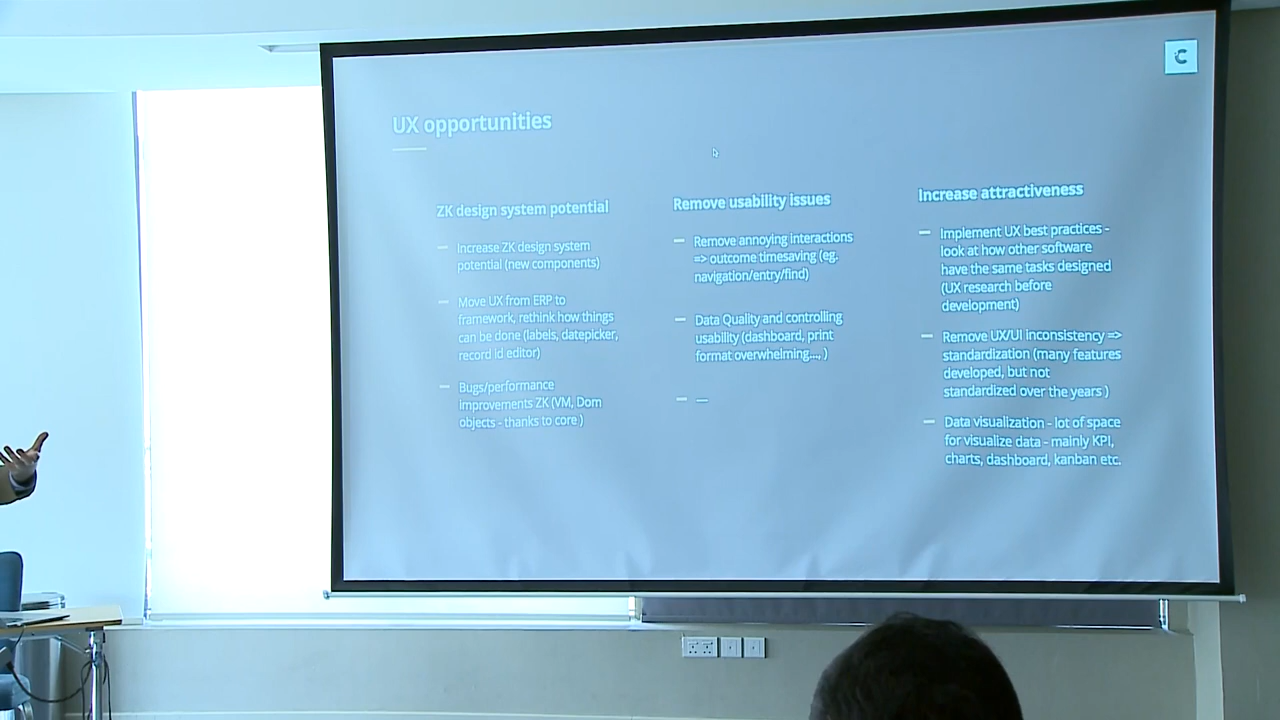 C
UX opportunities
ZK design system potential
— Increase ZK design system
potential (new components)
— Move UX from ERP to
framework, rethink how things
can be done (labels, datepicker,
record id editor)
— Bugs/performance
improvements ZK (VM, Dom
objects - thanks to core )
Remove usability issues
— Remove annoying interactions
=> outcome timesaving (eg.
navigation/entry/find)
— Data Quality and controlling
usability (dashboard, print
format overwhelming..., )
— —
Increase attractiveness
— Implement UX best practices -
look at how other software
have the same tasks designed
(UX research before
development)
— Remove UX/UI inconsistency =>
standardization (many features
developed, but not
standardized over the years )
— Data visualization - lot of space
for visualize data - mainly KPI,
charts, dashboard, kanban etc.